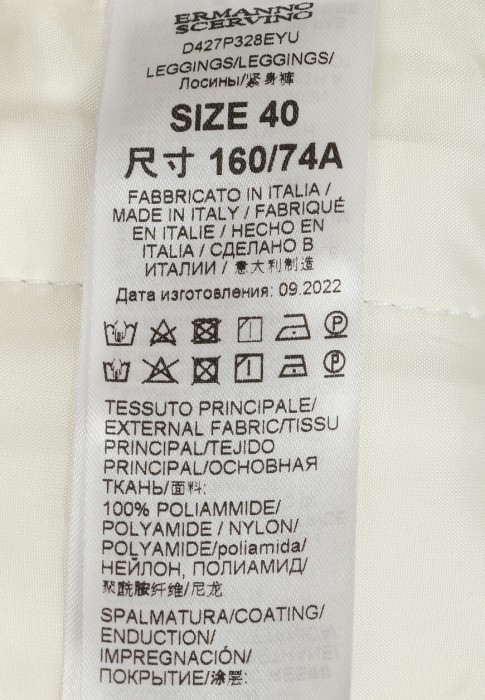 ERMANNO
SCERVINO
D427P328EYU
LEGGINGS/LEGGINGS/
Лосины/紧身裤
SIZE 40
尺寸 160/74A
FABBRICATO IN ITALIA /
MADE IN ITALY / FABRIQUÉ
EN ITALIE / HECHO EN
ITALIA / СДЕЛАНО В
ИТАЛИИ / 意大利制造
Дата изготовления: 09.2022
TESSUTO PRINCIPALE/
EXTERNAL FABRIC/TISSU
PRINCIPAL/TEJIDO
PRINCIPAL/ОСНОВНАЯ
ТКАНЬ/面料:
100% POLIAMMIDE/
POLYAMIDE / NYLON/
POLYAMIDE/poliamida/
НЕЙЛОН, ПОЛИАМИД/
聚酰胺纤维/尼龙
SPALMATURA/COATING/
ENDUCTION/
IMPREGNACIÓN/
ПОКРЫТИЕ/涂层: